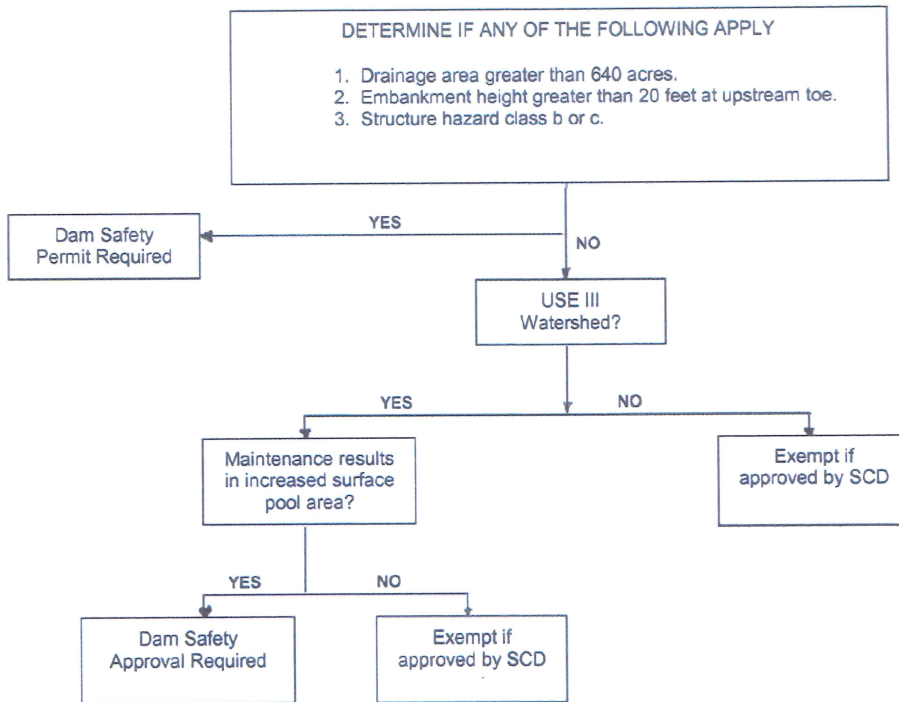 DETERMINE IF ANY OF THE FOLLOWING APPLY
1. Drainage area greater than 640 acres.
2. Embankment height greater than 20 feet at upstream toe.
3. Structure hazard class b or c.
YES
NO
Dam Safety
Permit Required
USE III
Watershed?
YES
NO
Maintenance results
in increased surface
pool area?
Exempt if
approved by SCD
YES
NO
Dam Safety
Approval Required
Exempt if
approved by SCD